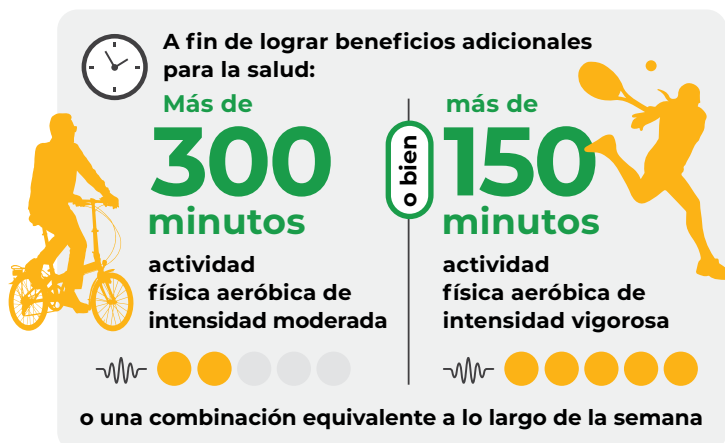 A fin de lograr beneficios adicionales
para la salud:
Más de
300
minutos
actividad
física aeróbica de
intensidad moderada
o bien
más de
150
minutos
actividad
física aeróbica de
intensidad vigorosa
o una combinación equivalente a lo largo de la semana